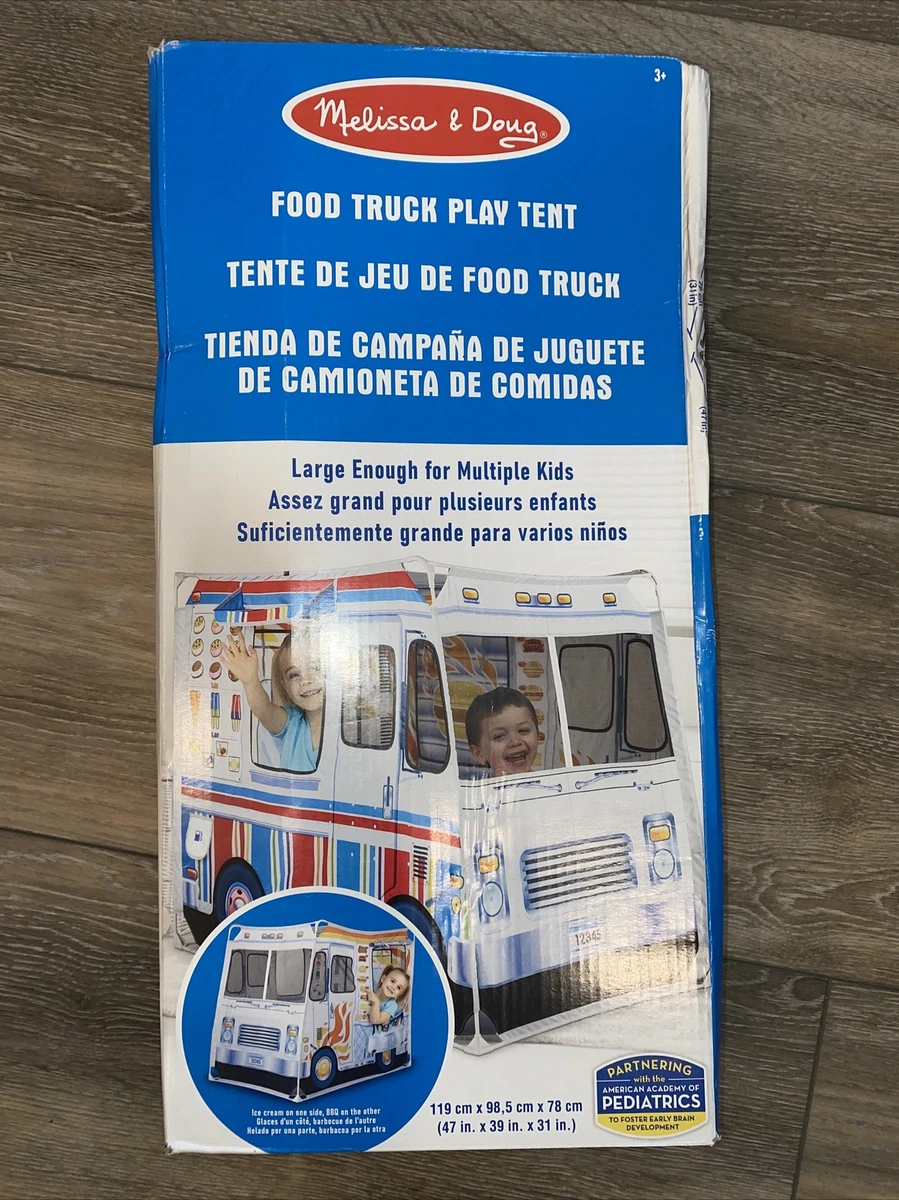 3+
Melissa & Doug®
FOOD TRUCK PLAY TENT
TENTE DE JEU DE FOOD TRUCK
TIENDA DE CAMPAÑA DE JUGUETE
DE CAMIONETA DE COMIDAS
(31in)
(47in)
Large Enough for Multiple Kids
Assez grand pour plusieurs enfants
Suficientemente grande para varios niños
12345
12345
Ice cream on one side, BBQ on the other
Glaces d'un côté, barbecue de l'autre
Helado por una parte, barbacoa por la otra
119 cm x 98,5 cm x 78 cm
(47 in. x 39 in. x 31 in.)
PARTNERING
with the
AMERICAN ACADEMY OF
PEDIATRICS
TO FOSTER EARLY BRAIN
DEVELOPMENT